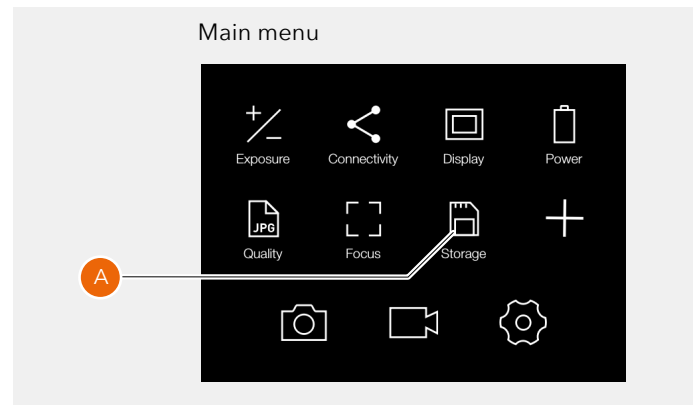 Main menu
Exposure Connectivity Display Power
JPG
Quality Focus Storage
A